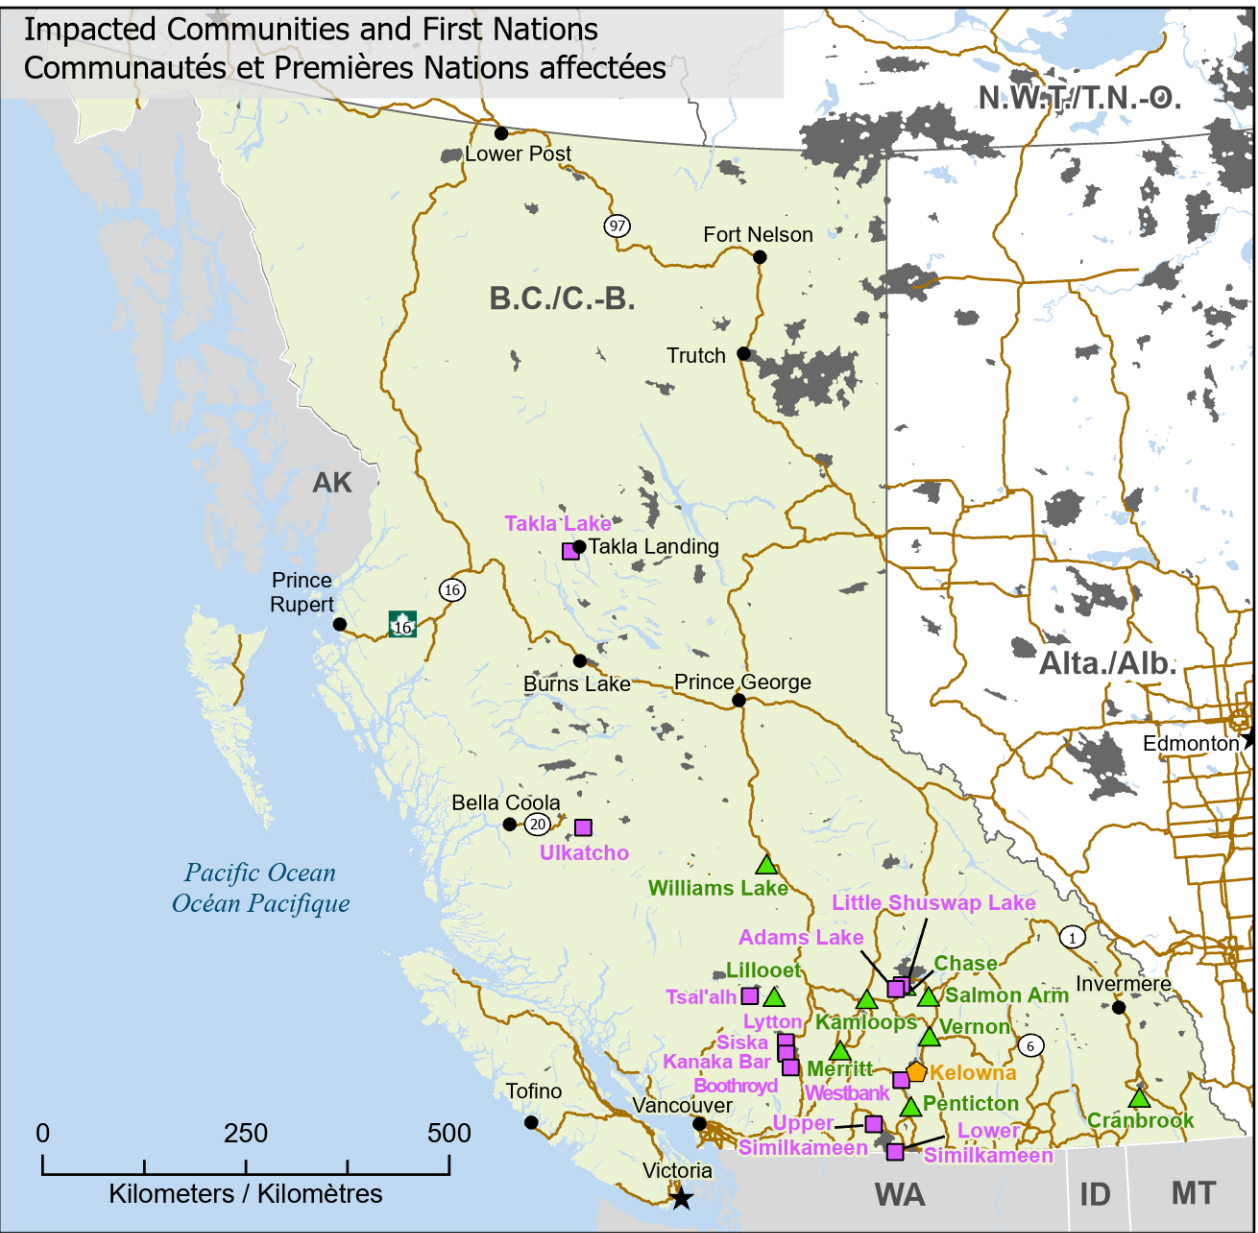 Impacted Communities and First Nations
Communautés et Premières Nations affectées
N.W.T./T.N.-O.
Lower Post
97
Fort Nelson
B.C./C.-B.
Trutch
AK
Takla Lake
Takla Landing
Prince
Rupert
16
16
Alta./Alb.
Burns Lake
Prince George
Edmonton
Bella Coola
20
Ulkatcho
Pacific Ocean
Océan Pacifique
Williams Lake
Little Shuswap Lake
Adams Lake
1
Lillooet
Chase
Invermere
Tsal'alh
Salmon Arm
Lytton
Kamloops
Vernon
Siska
6
Kanaka Bar
Merritt
Kelowna
Boothroyd
Westbank
Tofino
Vancouver
Penticton
Cranbrook
Upper
Similkameen
Lower
Similkameen
0 250 500
Kilometers / Kilomètres
Victoria
WA
ID
MT